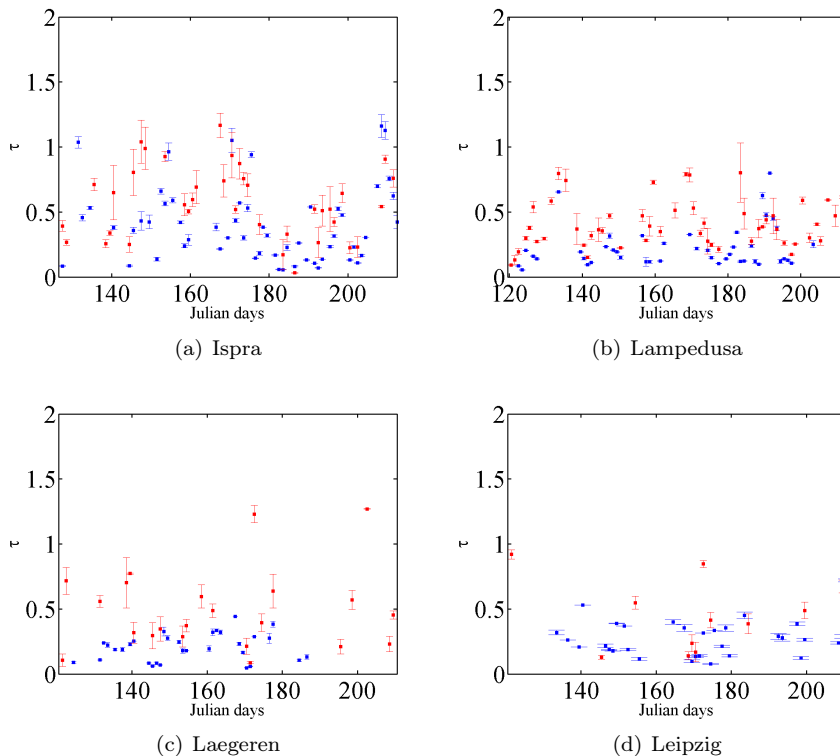 2
1.5
1
0.5
0
τ
140 160 180 200
Julian days
(a) Ispra
2
1.5
1
0.5
0
τ
120 140 160 180 200
Julian days
(b) Lampedusa
2
1.5
1
0.5
0
τ
140 160 180 200
Julian days
(c) Laegeren
2
1.5
1
0.5
0
τ
140 160 180 200
Julian days
(d) Leipzig